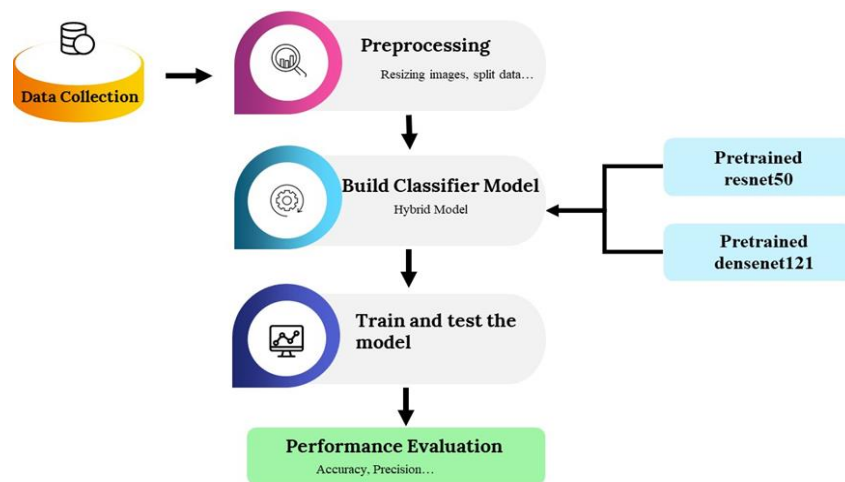 Data Collection
Preprocessing
Resizing images, split data…
Build Classifier Model
Hybrid Model
Pretrained
resnet50
Pretrained
densenet121
Train and test the
model
Performance Evaluation
Accuracy, Precision…